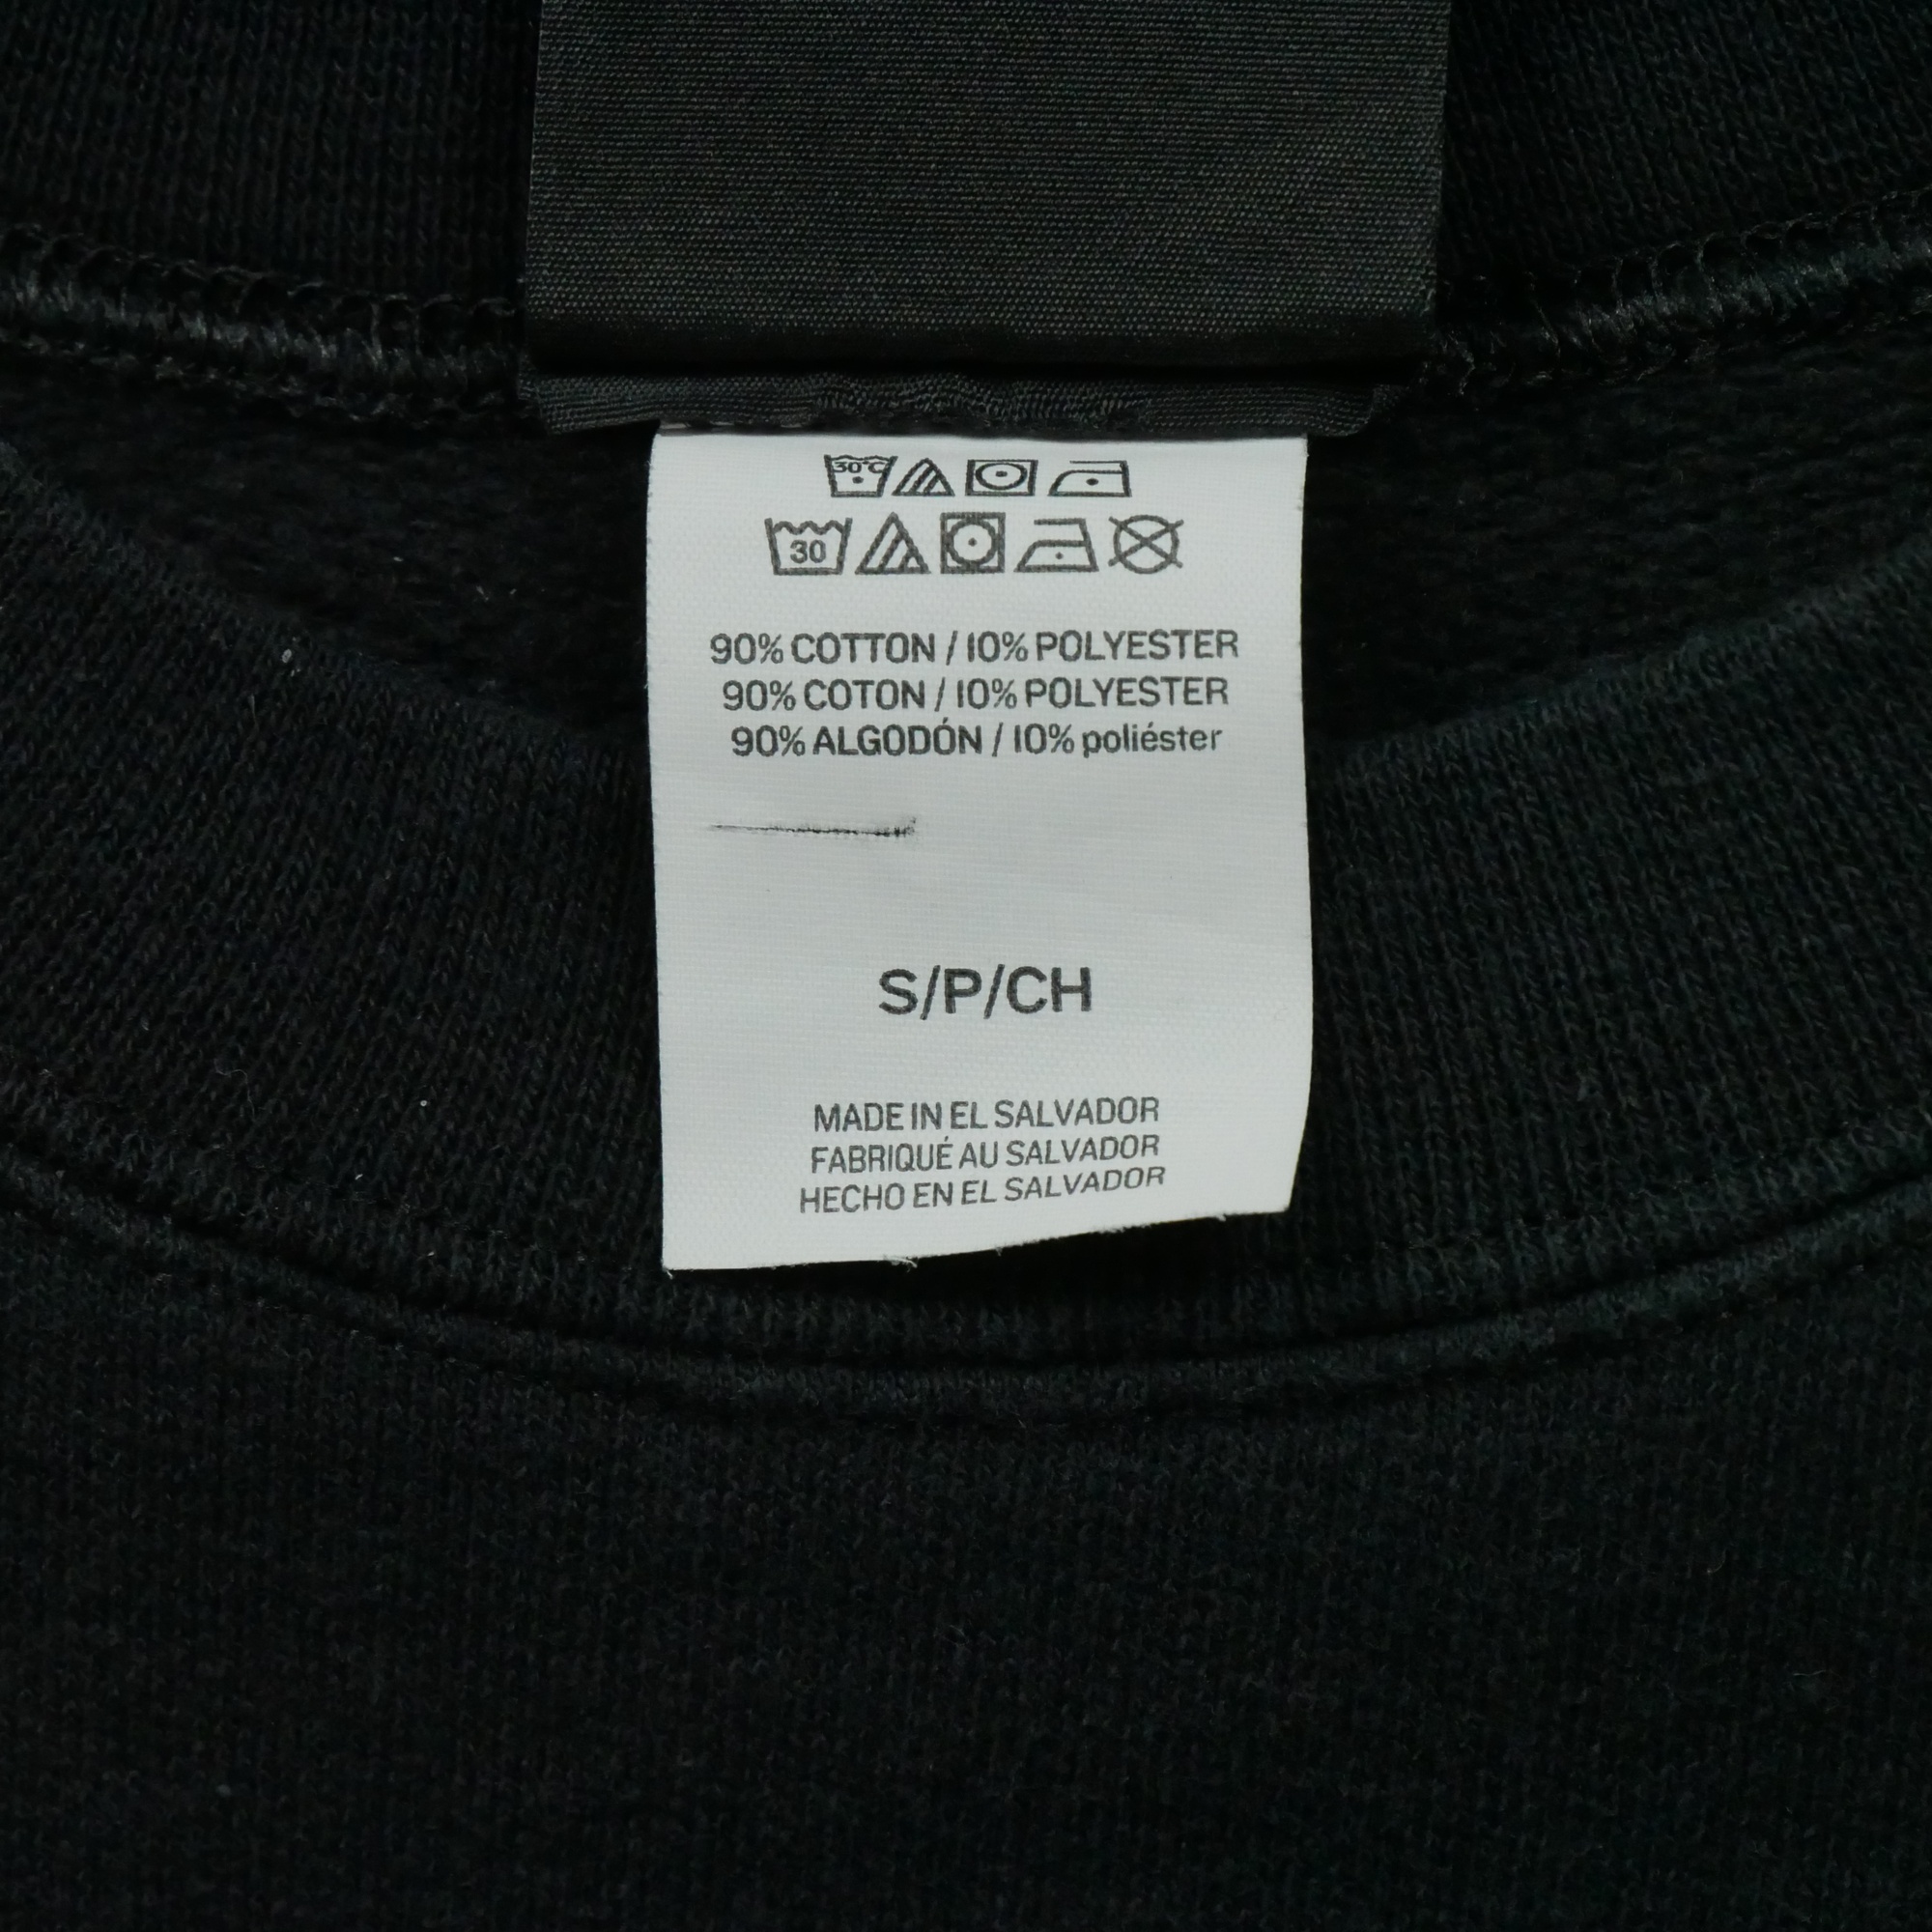 30°C
30
90% COTTON / 10% POLYESTER
90% COTON / 10% POLYESTER
90% ALGODÓN / 10% poliéster
S/P/CH
MADE IN EL SALVADOR
FABRIQUÉ AU SALVADOR
HECHO EN EL SALVADOR